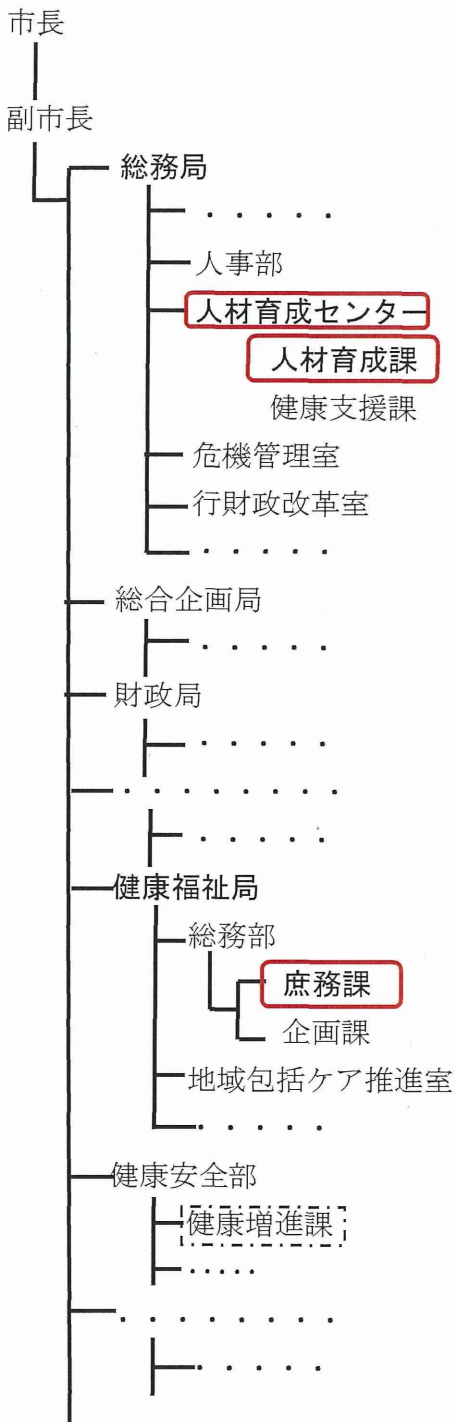 市長
副市長
総務局
・・・・・
人事部
人材育成センター
人材育成課
健康支援課
危機管理室
行財政改革室
・・・・・
総合企画局
・・・・・
財政局
・・・・・
・・・・・・・・・
・・・・・
健康福祉局
総務部
庶務課
企画課
地域包括ケア推進室
・・・・・
健康安全部
健康増進課
・・・・・
・・・・・・・・・
・・・・・